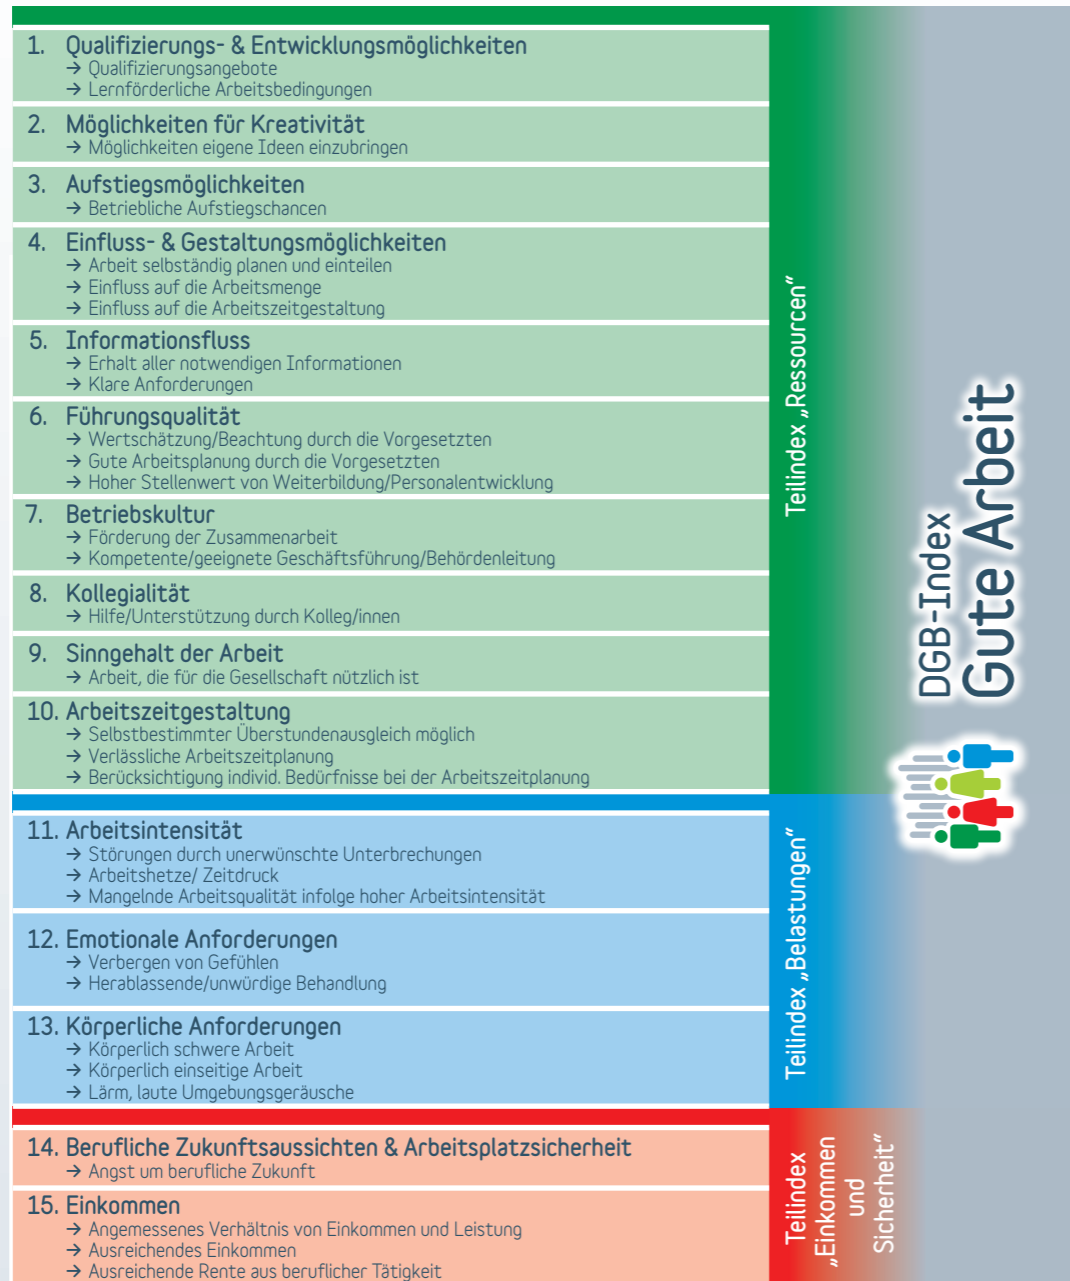 1. Qualifizierungs- & Entwicklungsmöglichkeiten
→ Qualifizierungsangebote
→ Lernförderliche Arbeitsbedingungen
2. Möglichkeiten für Kreativität
→ Möglichkeiten eigene Ideen einzubringen
3. Aufstiegsmöglichkeiten
→ Betriebliche Aufstiegschancen
4. Einfluss- & Gestaltungsmöglichkeiten
→ Arbeit selbständig planen und einteilen
→ Einfluss auf die Arbeitsmenge
→ Einfluss auf die Arbeitszeitgestaltung
5. Informationsfluss
→ Erhalt aller notwendigen Informationen
→ Klare Anforderungen
6. Führungsqualität
→ Wertschätzung/Beachtung durch die Vorgesetzten
→ Gute Arbeitsplanung durch die Vorgesetzten
→ Hoher Stellenwert von Weiterbildung/Personalentwicklung
7. Betriebskultur
→ Förderung der Zusammenarbeit
→ Kompetente/geeignete Geschäftsführung/Behördenleitung
8. Kollegialität
→ Hilfe/Unterstützung durch Kolleg/innen
9. Sinngehalt der Arbeit
→ Arbeit, die für die Gesellschaft nützlich ist
10. Arbeitszeitgestaltung
→ Selbstbestimmter Überstundenausgleich möglich
→ Verlässliche Arbeitszeitplanung
→ Berücksichtigung individ. Bedürfnisse bei der Arbeitszeitplanung
Teilindex „Ressourcen“
11. Arbeitsintensität
→ Störungen durch unerwünschte Unterbrechungen
→ Arbeitshetze/ Zeitdruck
→ Mangelnde Arbeitsqualität infolge hoher Arbeitsintensität
12. Emotionale Anforderungen
→ Verbergen von Gefühlen
→ Herablassende/unwürdige Behandlung
13. Körperliche Anforderungen
→ Körperlich schwere Arbeit
→ Körperlich einseitige Arbeit
→ Lärm, laute Umgebungsgeräusche
Teilindex „Belastungen“
14. Berufliche Zukunftsaussichten & Arbeitsplatzsicherheit
→ Angst um berufliche Zukunft
15. Einkommen
→ Angemessenes Verhältnis von Einkommen und Leistung
→ Ausreichendes Einkommen
→ Ausreichende Rente aus beruflicher Tätigkeit
Teilindex
„Einkommen
und
Sicherheit“
DGB-Index
Gute Arbeit